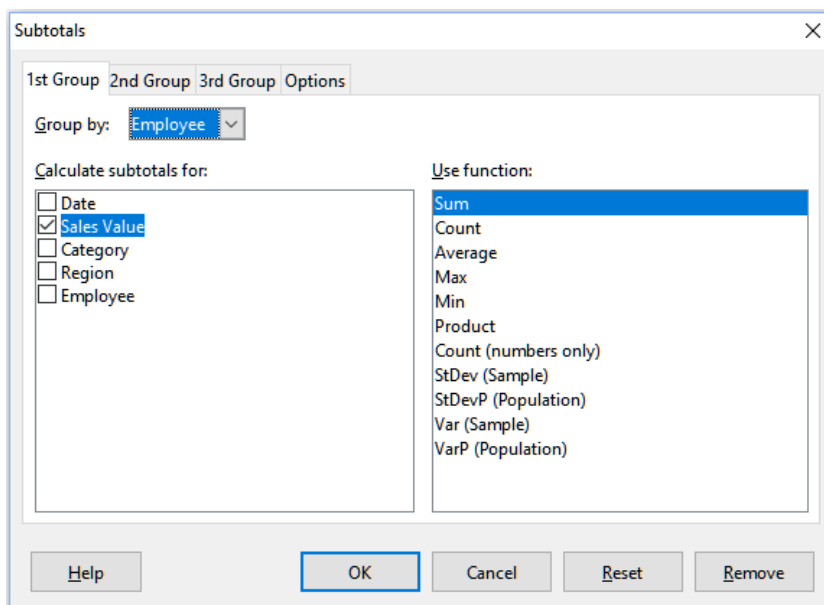 Subtotals
1st Group 2nd Group 3rd Group Options
Group by: Employee
Calculate subtotals for:
Date
Sales Value
Category
Region
Employee
Use function:
Sum
Count
Average
Max
Min
Product
Count (numbers only)
StDev (Sample)
StDevP (Population)
Var (Sample)
VarP (Population)
Help OK Cancel Reset Remove